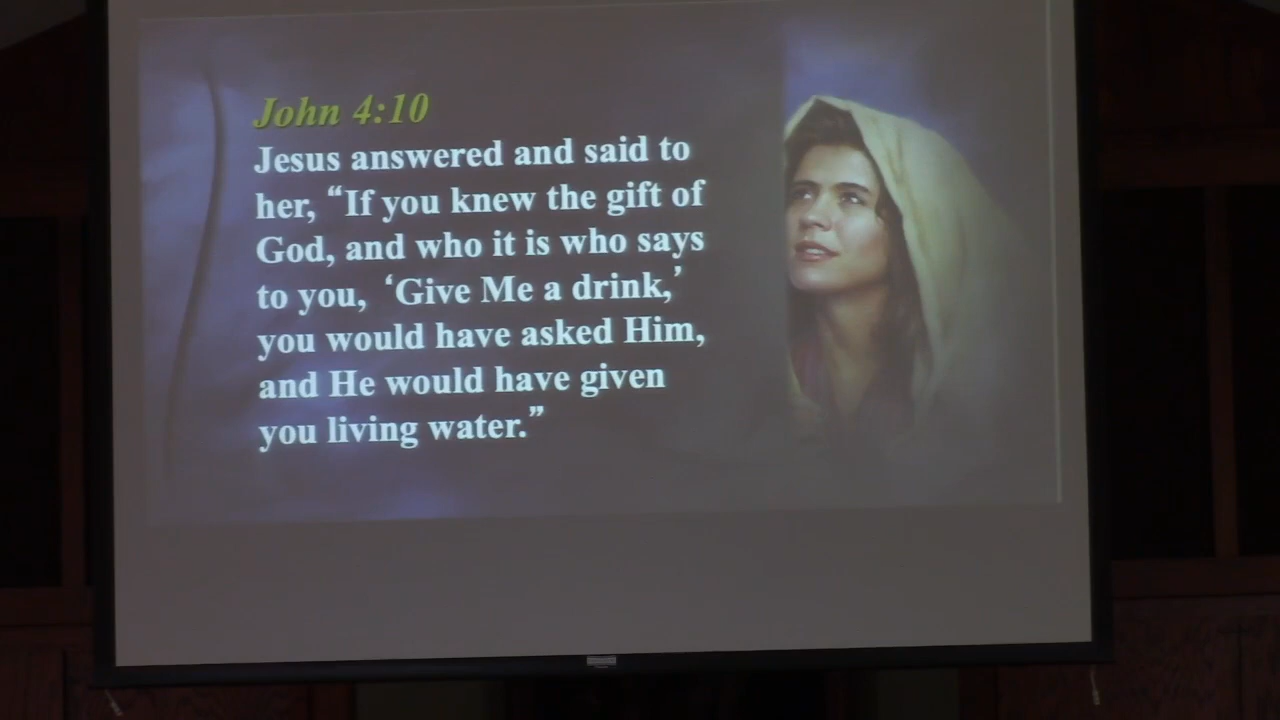 John 4:10
Jesus answered and said to
her, “If you knew the gift of
God, and who it is who says
to you, ‘Give Me a drink,’
you would have asked Him,
and He would have given
you living water.”